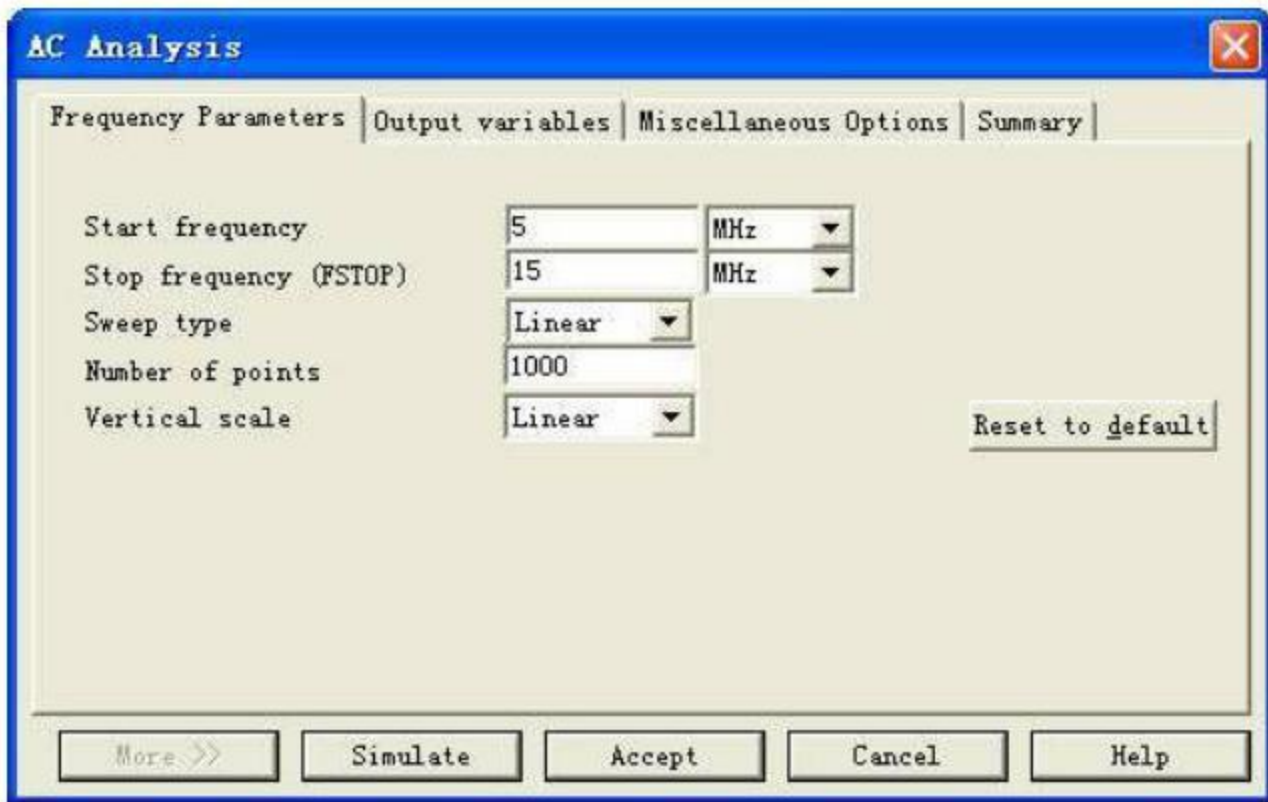 AC Analysis
Frequency Parameters Output variables Miscellaneous Options Summary
Start frequency 5 MHz
Stop frequency (FSTOP) 15 MHz
Sweep type Linear
Number of points 1000
Vertical scale Linear
Reset to default
More >> Simulate Accept Cancel Help